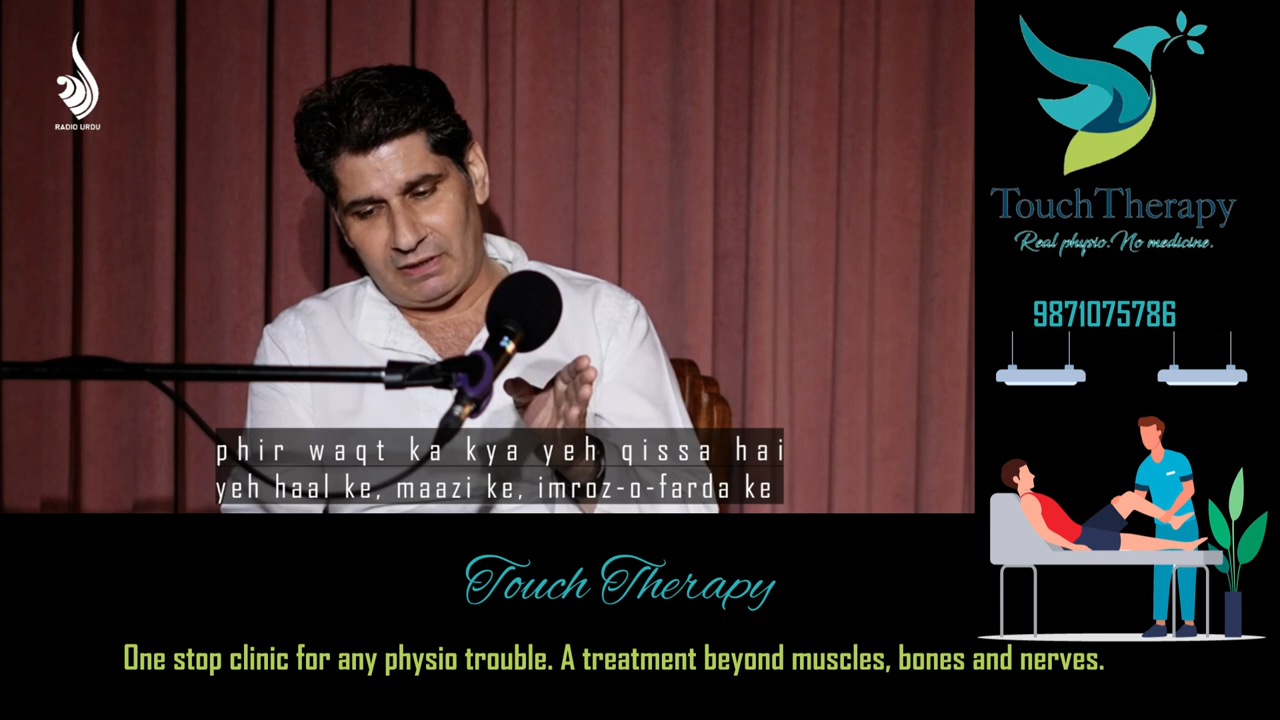 RADIO URDU
phir waqt ka kya yeh qissa hai
yeh haal ke, maazi ke, imroz-o-farda ke
TouchTherapy
Real physio. No medicine.
9871075786
Touch Therapy
One stop clinic for any physio trouble. A treatment beyond muscles, bones and nerves.